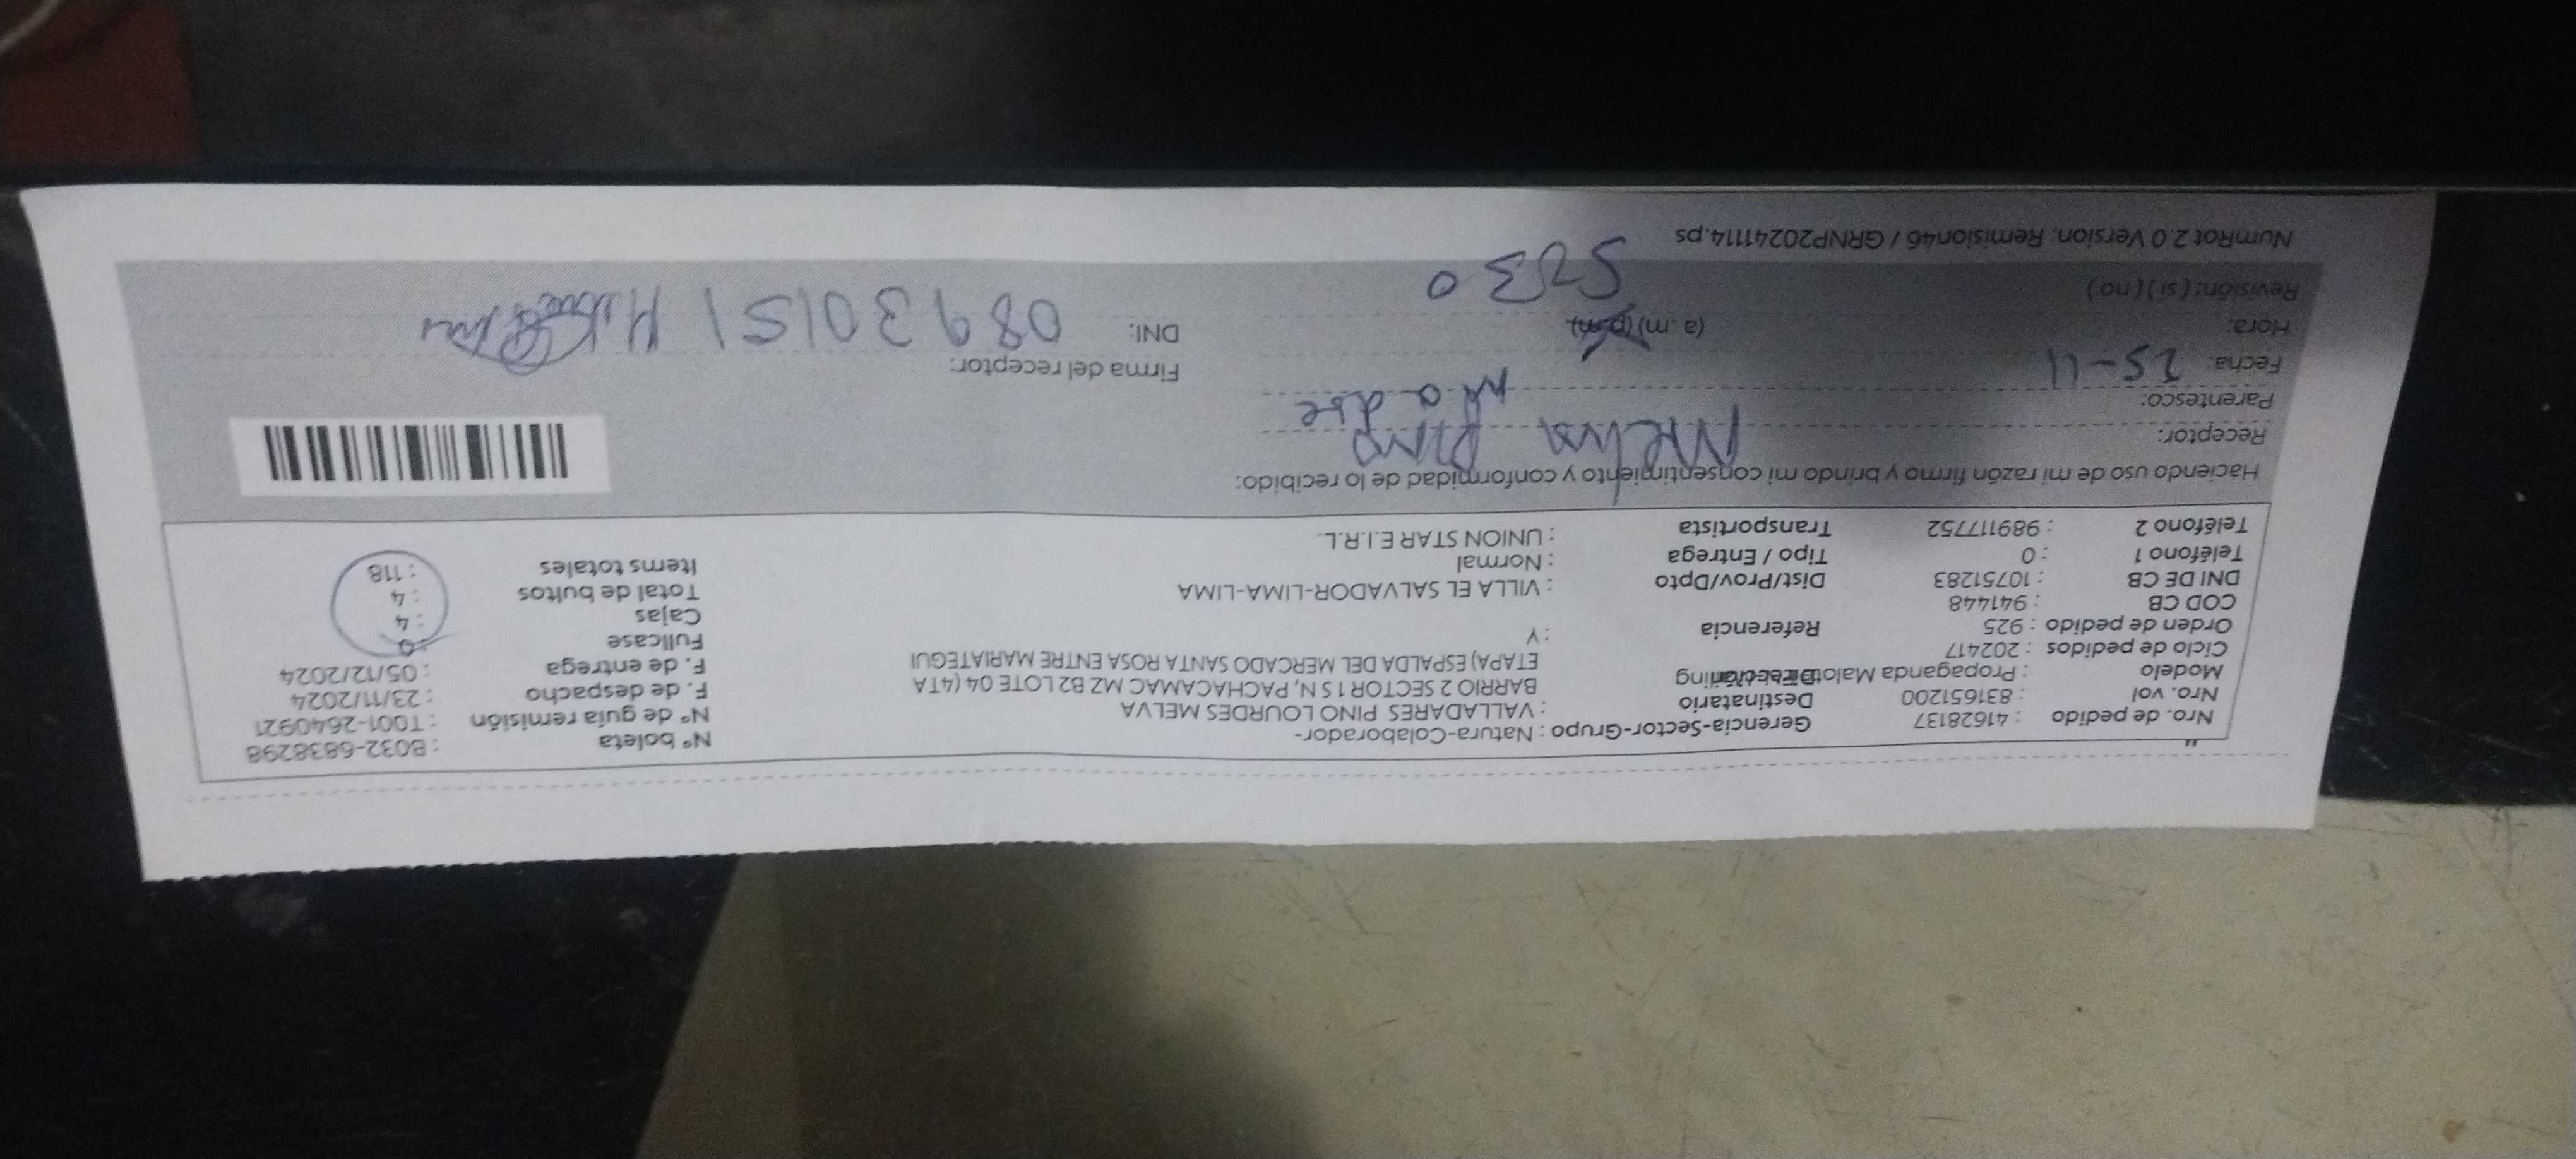 Nro. de pedido : 41628137 Gerencia-Sector-Grupo : Natura-Colaborador- N° boleta : B032-6838298
Nro. vol : 831651200 Destinatario : VALLADARES PINO LOURDES MELVA N° de guía remisión : T001-2640921
Modelo : Propaganda BARRIO 2 SECTOR 1 S N, PACHACAMAC MZ B2 LOTE 04 (4TA F. de despacho : 23/11/2024
Ciclo de pedidos : 202417 ETAPA) ESPALDA DEL MERCADO SANTA ROSA ENTRE MARIATEGUI F. de entrega : 05/12/2024
Orden de pedido : 925 Referencia : Y Fullcase : 0
COD CB : 941448 Cajas : 4
DNI DE CB : 10751283 Dist/Prov/Dpto : VILLA EL SALVADOR-LIMA-LIMA Total de bultos : 4
Teléfono 1 : 0 Tipo / Entrega : Normal Items totales : 118
Teléfono 2 : 989117752 Transportista : UNION STAR E.I.R.L.
Haciendo uso de mi razón firmo y brindo mi consentimiento y conformidad de lo recibido:
Receptor: Melva Pino
Parentesco: Madre
Fecha: 25-11 Firma del receptor:
Hora: (a.m) (p.m) DNI: 08930151
Revisión: ( si ) ( no ) 5230
NumRot 2.0 Version: Remision46 / GRNP20241114.ps